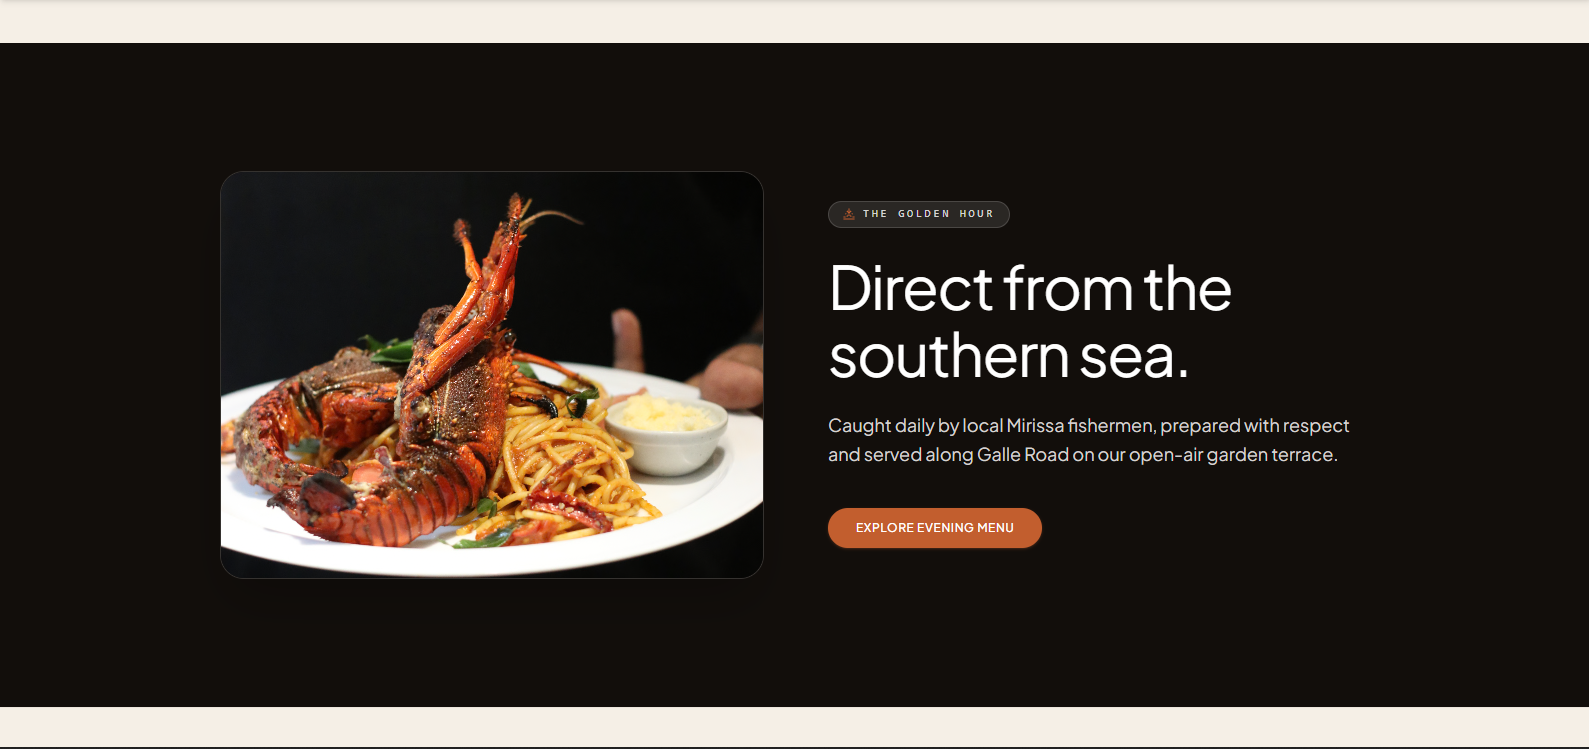 THE GOLDEN HOUR
Direct from the
southern sea.
Caught daily by local Mirissa fishermen, prepared with respect
and served along Galle Road on our open-air garden terrace.
EXPLORE EVENING MENU